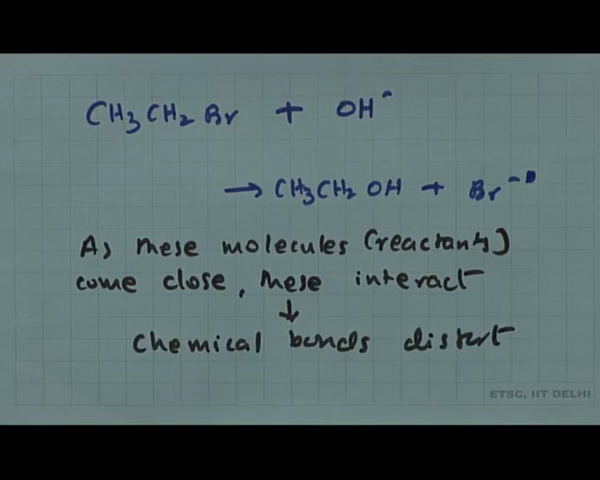 CH3CH2Br + OH-
→ CH3CH2OH + Br-
As these molecules (reactants)
come close, these interact
↓
chemical bonds distort
ETSC, IIT DELHI